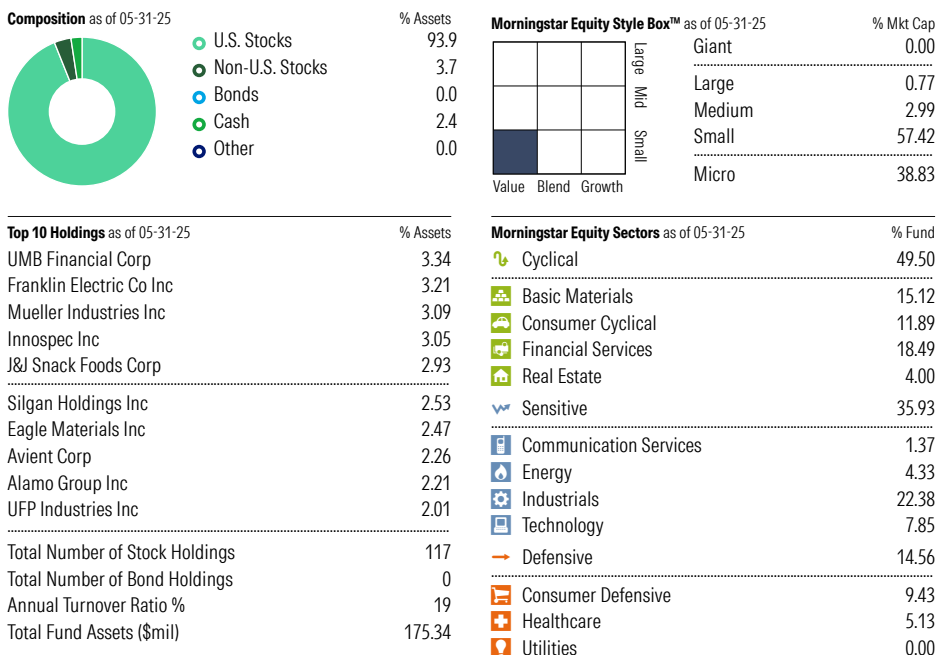 Composition as of 05-31-25 % Assets
U.S. Stocks 93.9
Non-U.S. Stocks 3.7
Bonds 0.0
Cash 2.4
Other 0.0
Morningstar Equity Style Box™ as of 05-31-25 % Mkt Cap
Large
Mid
Small
Value Blend Growth
Giant 0.00
Large 0.77
Medium 2.99
Small 57.42
Micro 38.83
Top 10 Holdings as of 05-31-25 % Assets
UMB Financial Corp 3.34
Franklin Electric Co Inc 3.21
Mueller Industries Inc 3.09
Innospec Inc 3.05
J&J Snack Foods Corp 2.93
Silgan Holdings Inc 2.53
Eagle Materials Inc 2.47
Avient Corp 2.26
Alamo Group Inc 2.21
UFP Industries Inc 2.01
Total Number of Stock Holdings 117
Total Number of Bond Holdings 0
Annual Turnover Ratio % 19
Total Fund Assets ($mil) 175.34
Morningstar Equity Sectors as of 05-31-25 % Fund
Cyclical 49.50
Basic Materials 15.12
Consumer Cyclical 11.89
Financial Services 18.49
Real Estate 4.00
Sensitive 35.93
Communication Services 1.37
Energy 4.33
Industrials 22.38
Technology 7.85
Defensive 14.56
Consumer Defensive 9.43
Healthcare 5.13
Utilities 0.00